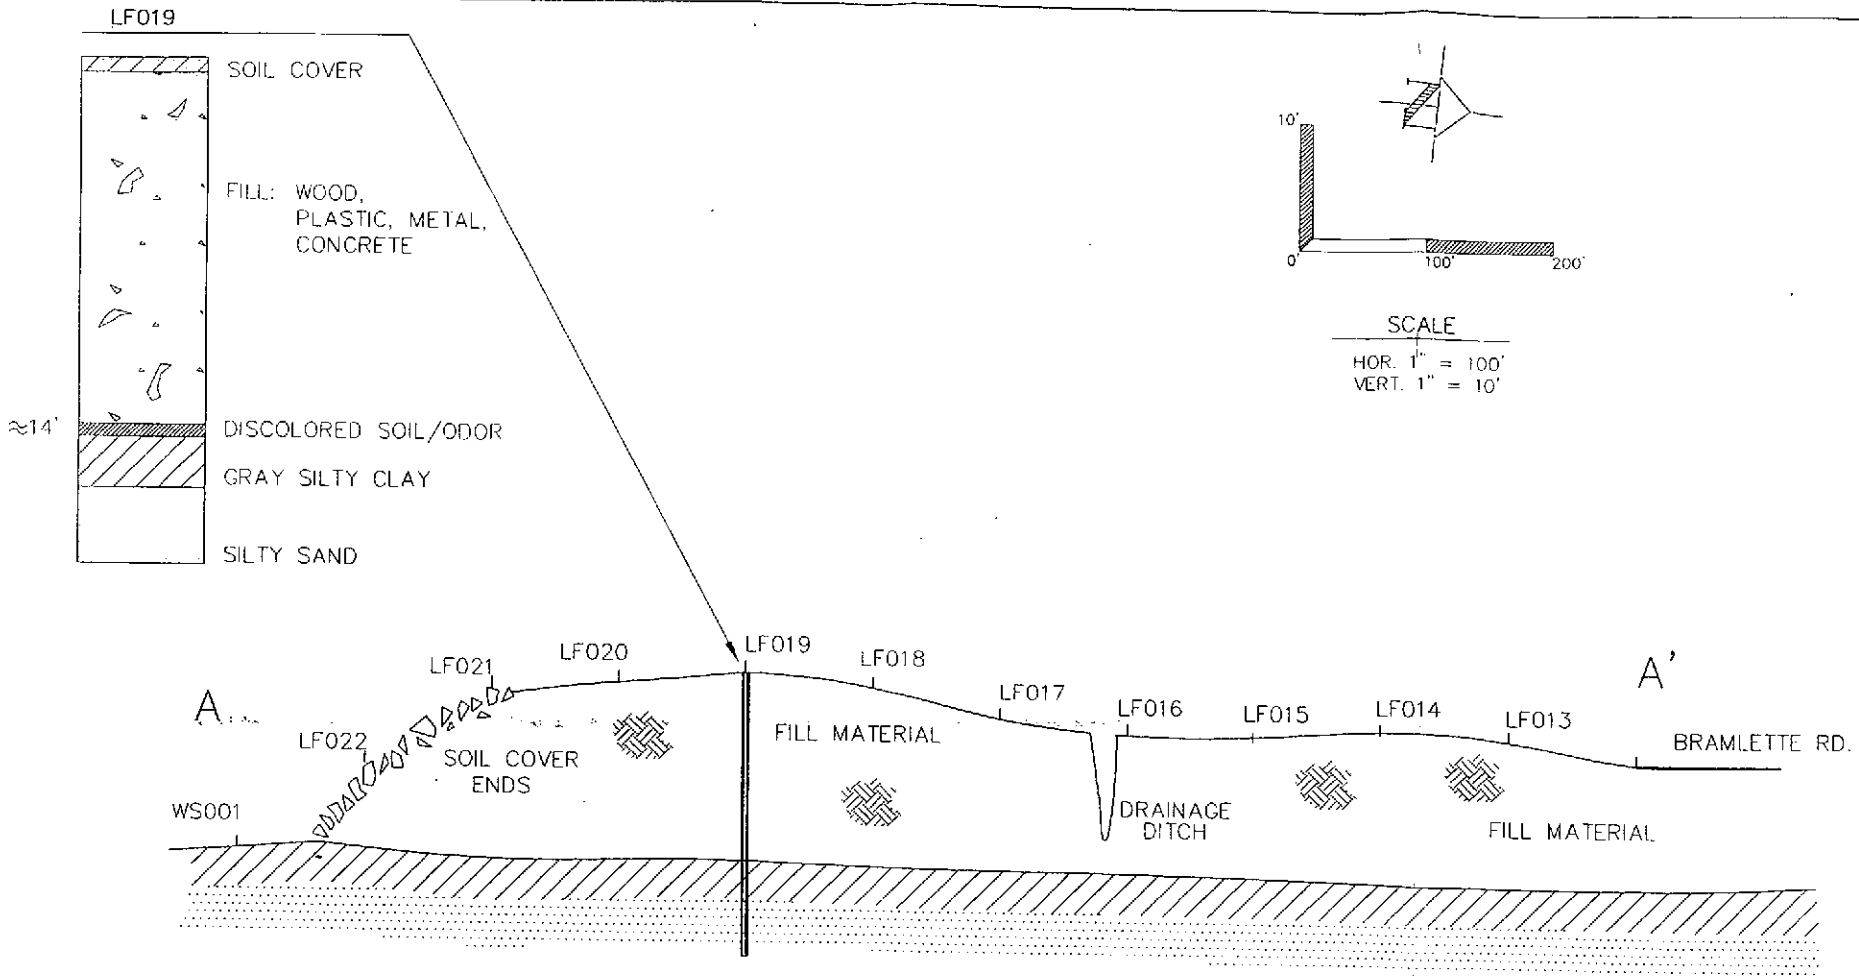 LF019
SOIL COVER
FILL: WOOD,
PLASTIC, METAL,
CONCRETE
≈14'
DISCOLORED SOIL/ODOR
GRAY SILTY CLAY
SILTY SAND
10'
0'
100'
200'
SCALE
HOR. 1" = 100'
VERT. 1" = 10'
A
A'
WS001
LF022
LF021
LF020
LF019
LF018
LF017
LF016
LF015
LF014
LF013
BRAMLETTE RD.
SOIL COVER
ENDS
FILL MATERIAL
DRAINAGE
DITCH
FILL MATERIAL